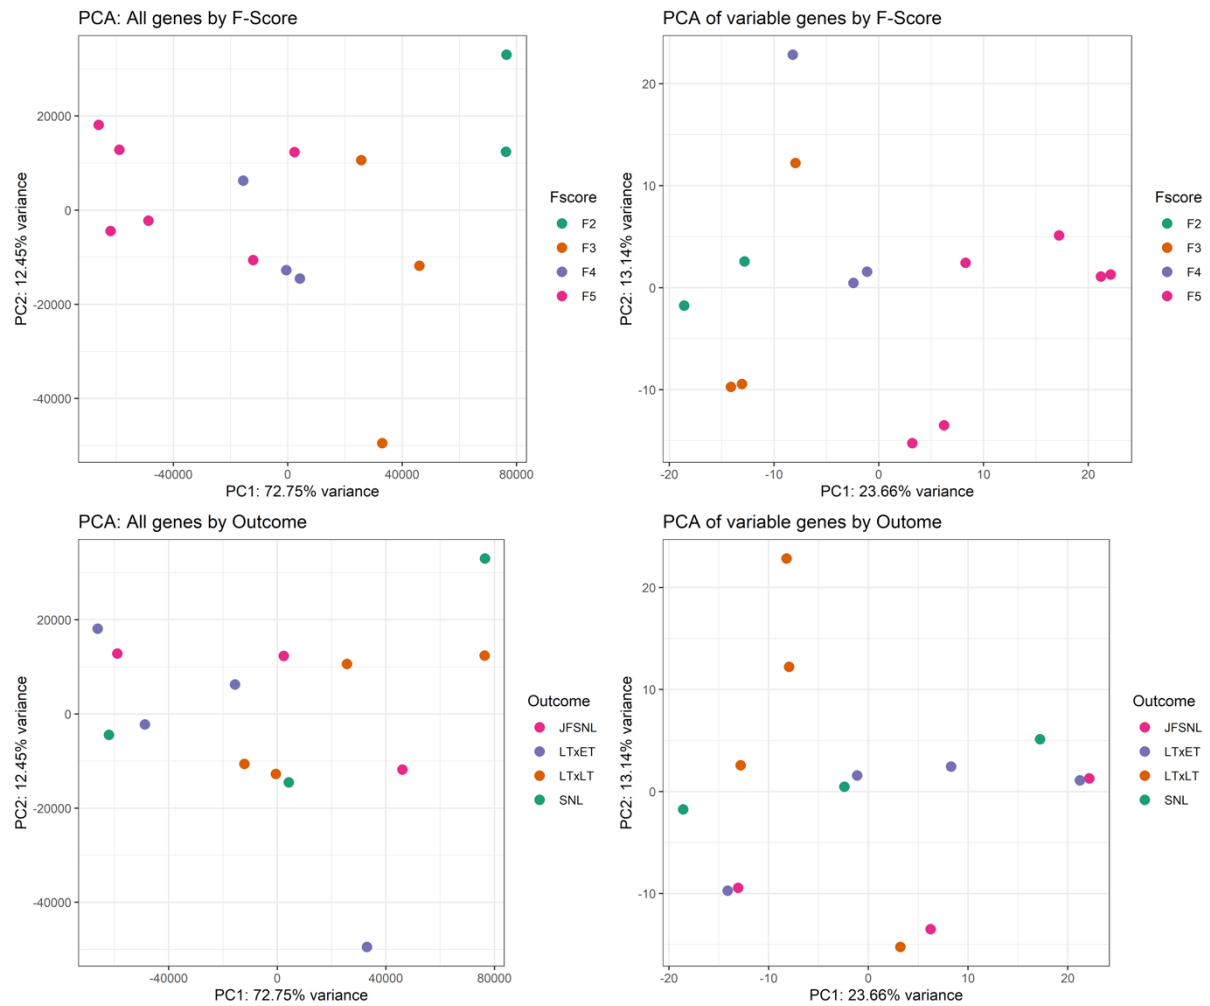 PCA: All genes by F-Score
20000
0
-20000
-40000
-40000 0 40000 80000
PC2: 12.45% variance
PC1: 72.75% variance
Fscore
F2
F3
F4
F5
PCA of variable genes by F-Score
20
10
0
-10
-20 -10 0 10 20
PC2: 13.14% variance
PC1: 23.66% variance
Fscore
F2
F3
F4
F5
PCA: All genes by Outcome
20000
0
-20000
-40000
-40000 0 40000 80000
PC2: 12.45% variance
PC1: 72.75% variance
Outcome
JFSNL
LTxET
LTxLT
SNL
PCA of variable genes by Outome
20
10
0
-10
-20 -10 0 10 20
PC2: 13.14% variance
PC1: 23.66% variance
Outcome
JFSNL
LTxET
LTxLT
SNL